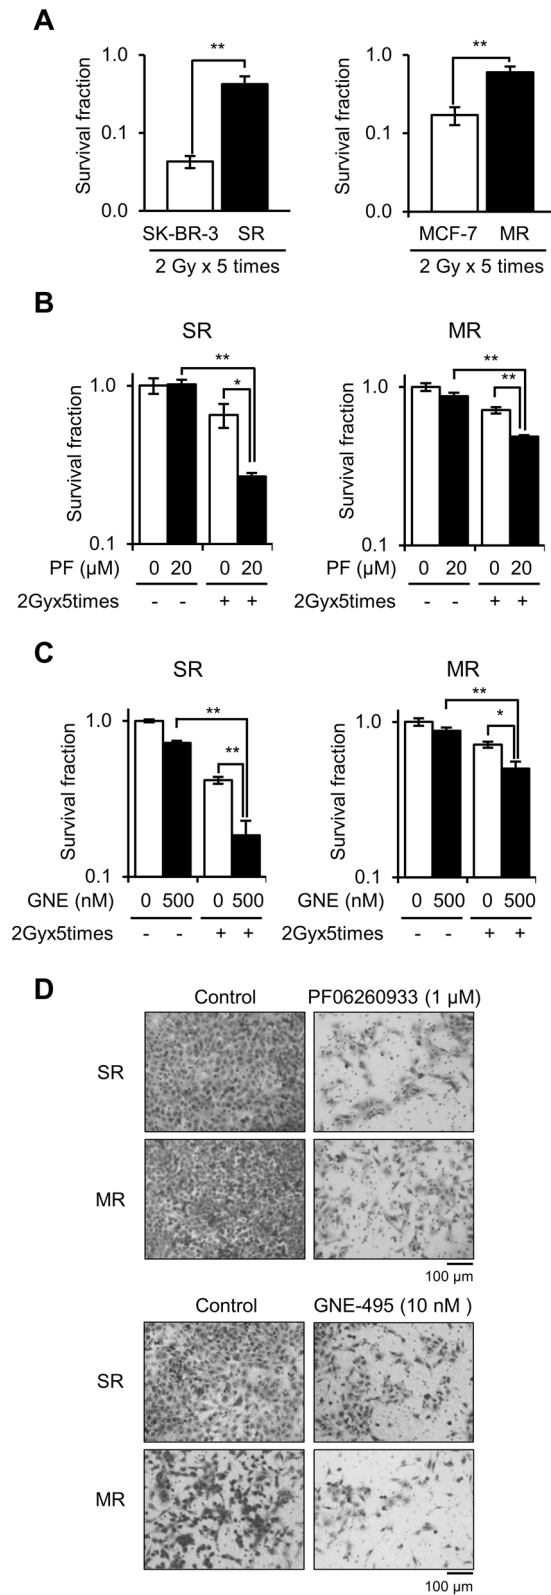 A
Survival fraction
1.0
0.1
0.0
**
SK-BR-3 SR
2 Gy x 5 times
Survival fraction
1.0
0.1
0.0
**
MCF-7 MR
2 Gy x 5 times
B
SR
Survival fraction
1.0
0.1
**
*
PF (µM) 0 20 0 20
2Gyx5times - - + +
MR
Survival fraction
1.0
0.1
**
**
PF (µM) 0 20 0 20
2Gyx5times - - + +
C
SR
Survival fraction
1.0
0.1
**
**
GNE (nM) 0 500 0 500
2Gyx5times - - + +
MR
Survival fraction
1.0
0.1
**
*
GNE (nM) 0 500 0 500
2Gyx5times - - + +
D
Control PF06260933 (1 µM)
SR
MR
100 µm
Control GNE-495 (10 nM )
SR
MR
100 µm